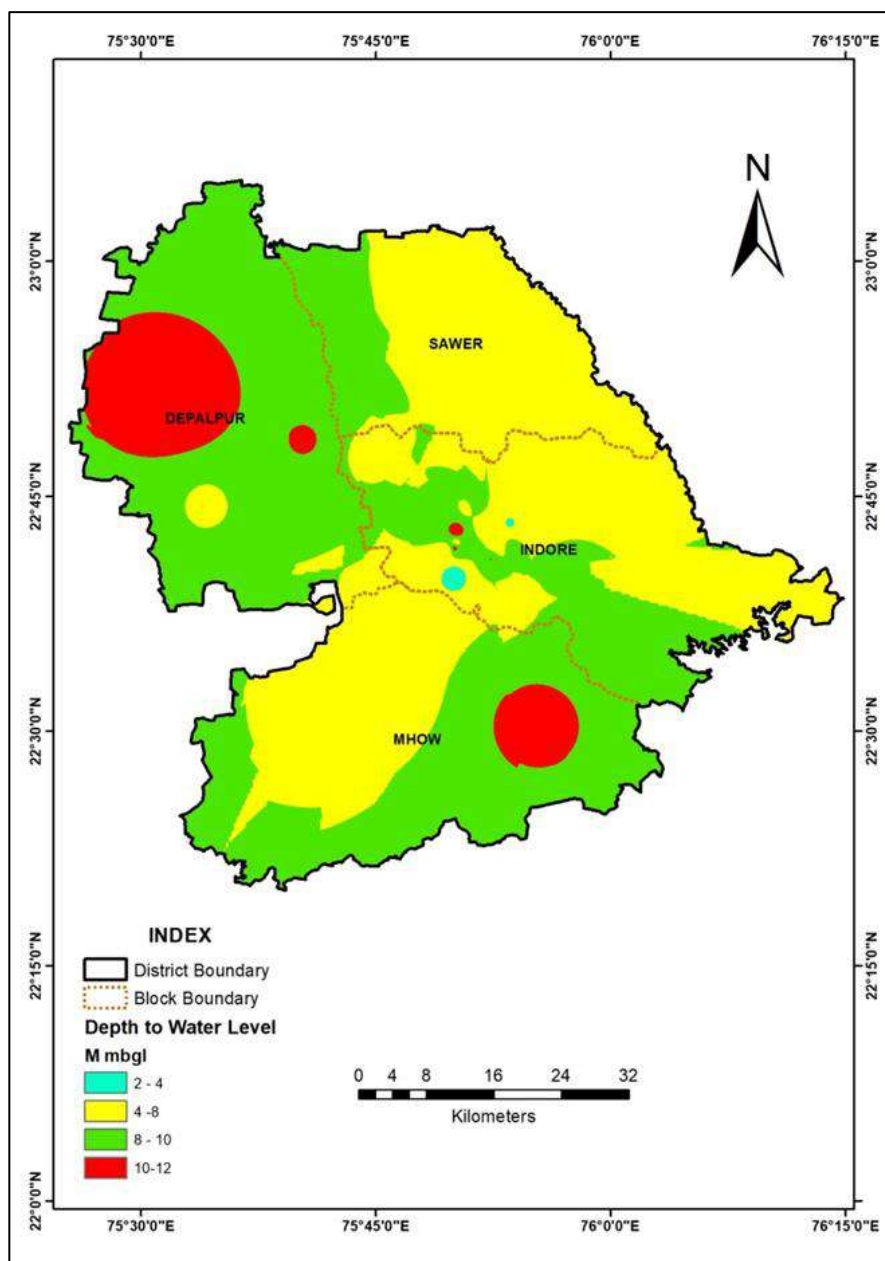 75°30'0"E 75°45'0"E 76°0'0"E 76°15'0"E
N
23°0'0"N 23°0'0"N
SAWER
DEPALPUR
22°45'0"N 22°45'0"N
INDORE
22°30'0"N 22°30'0"N
MHOW
INDEX
District Boundary
22°15'0"N 22°15'0"N
Block Boundary
Depth to Water Level
M mbgl
2 - 4
4 -8
8 - 10
10-12
0 4 8 16 24 32
Kilometers
22°0'0"N 22°0'0"N
75°30'0"E 75°45'0"E 76°0'0"E 76°15'0"E